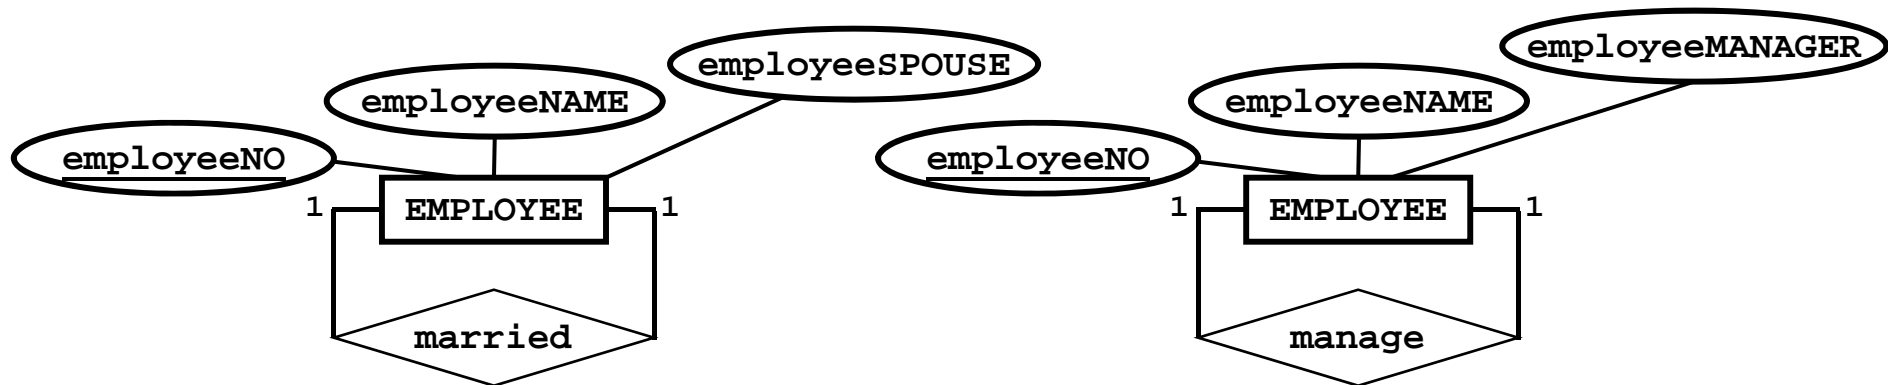 employeeSPOUSE
employeeNAME
employeeNO
1 EMPLOYEE 1
married
employeeMANAGER
employeeNAME
employeeNO
1 EMPLOYEE 1
manage